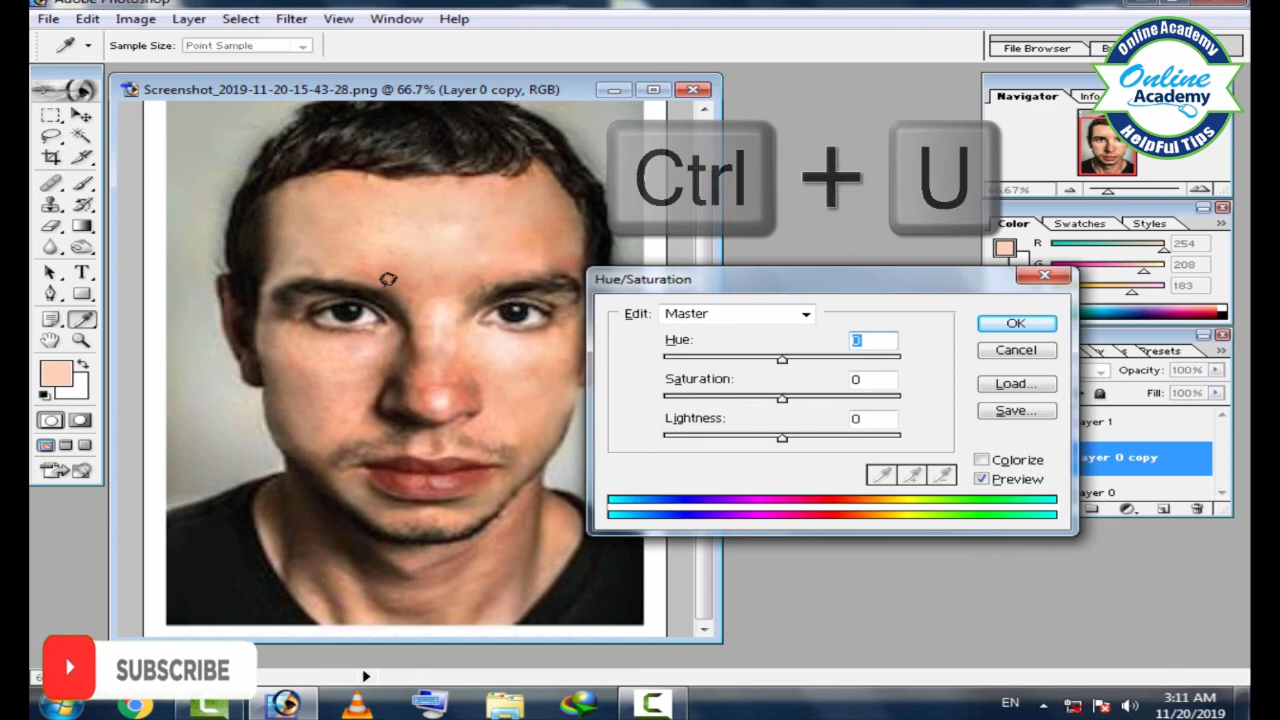 Adobe Photoshop
File Edit Image Layer Select Filter View Window Help
Sample Size: Point Sample
File Browser
Online Academy
Online
Academy
HelpFul Tips
Screenshot_2019-11-20-15-43-28.png @ 66.7% (Layer 0 copy, RGB)
Navigator Info
Ctrl + U
66.67%
Color Swatches Styles
R 254
G 208
183
Hue/Saturation
Edit: Master
Hue: 0
Saturation: 0
Lightness: 0
OK
Cancel
Load...
Save...
Colorize
Preview
Presets
Opacity: 100%
Fill: 100%
ayer 1
ayer 0 copy
ayer 0
SUBSCRIBE
EN
3:11 AM
11/20/2019